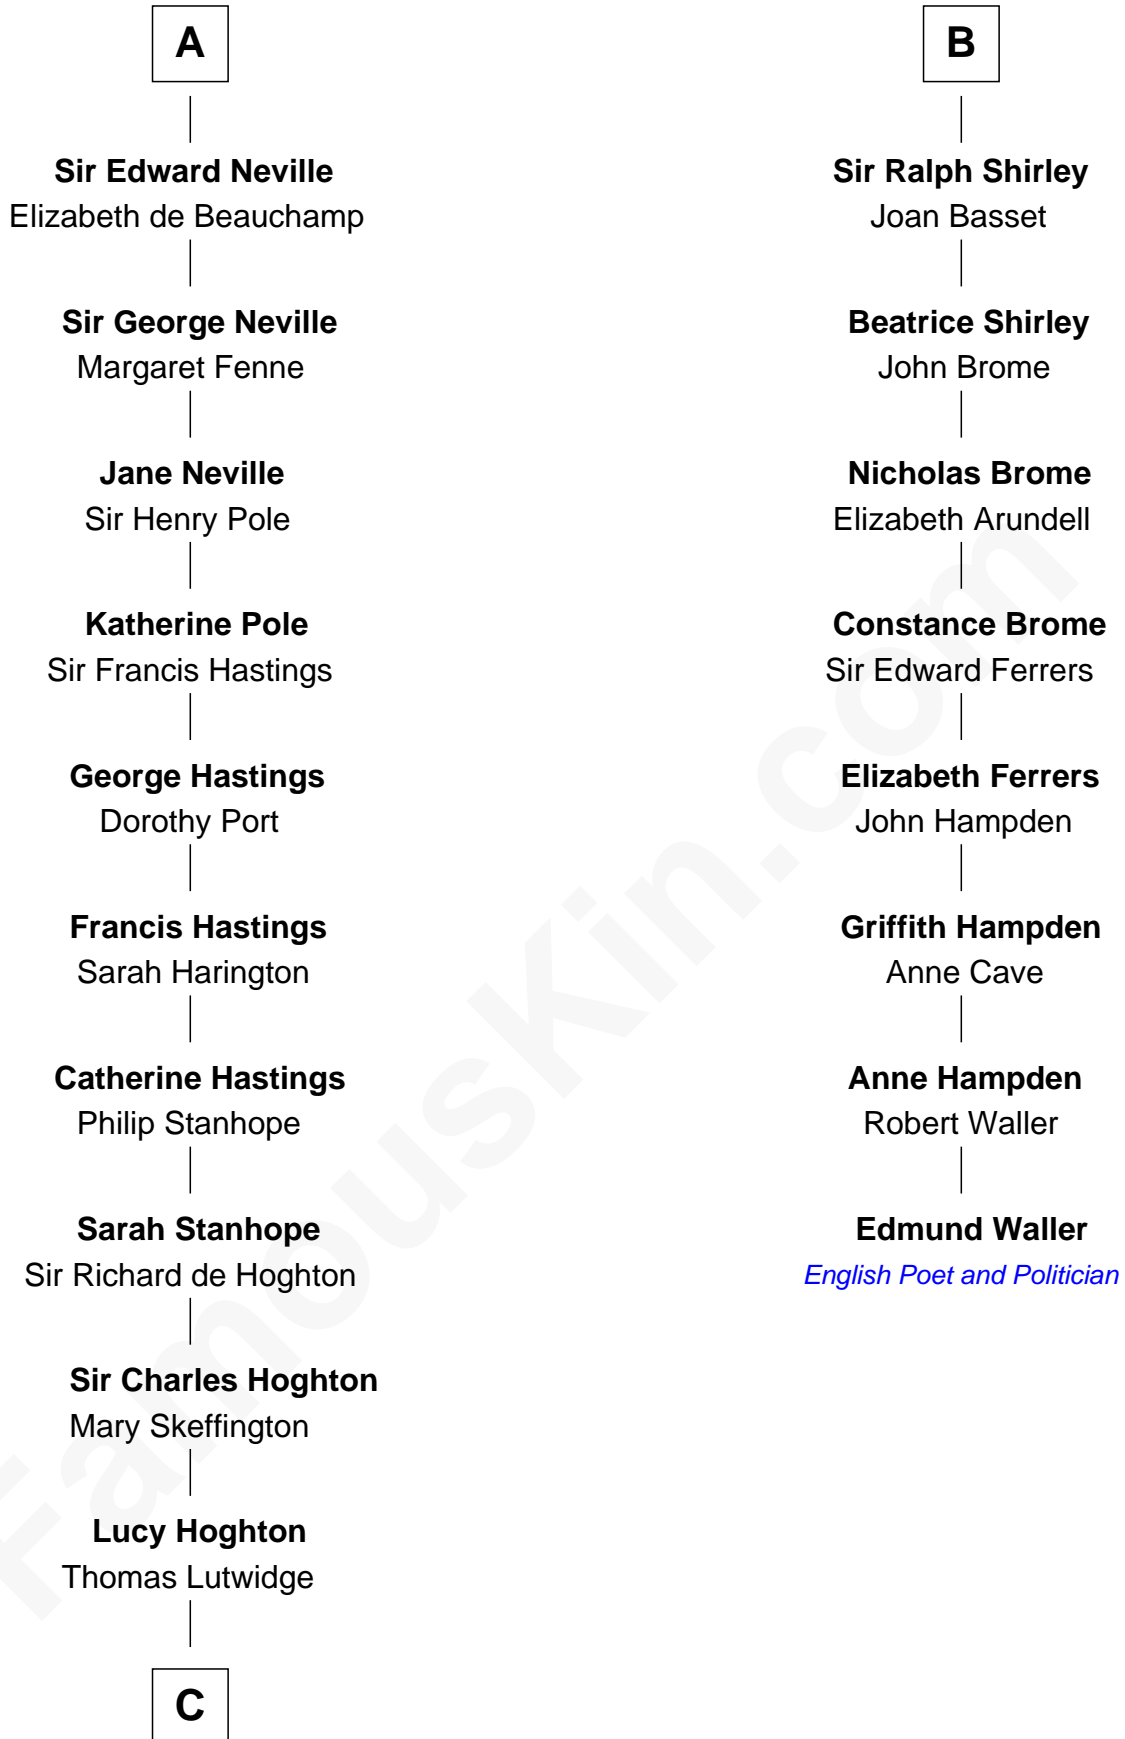 A
Sir Edward Neville
Elizabeth de Beauchamp
Sir George Neville
Margaret Fenne
Jane Neville
Sir Henry Pole
Katherine Pole
Sir Francis Hastings
George Hastings
Dorothy Port
Francis Hastings
Sarah Harington
Catherine Hastings
Philip Stanhope
Sarah Stanhope
Sir Richard de Hoghton
Sir Charles Hoghton
Mary Skeffington
Lucy Hoghton
Thomas Lutwidge
C
B
Sir Ralph Shirley
Joan Basset
Beatrice Shirley
John Brome
Nicholas Brome
Elizabeth Arundell
Constance Brome
Sir Edward Ferrers
Elizabeth Ferrers
John Hampden
Griffith Hampden
Anne Cave
Anne Hampden
Robert Waller
Edmund Waller
English Poet and Politician
FamousKin.com